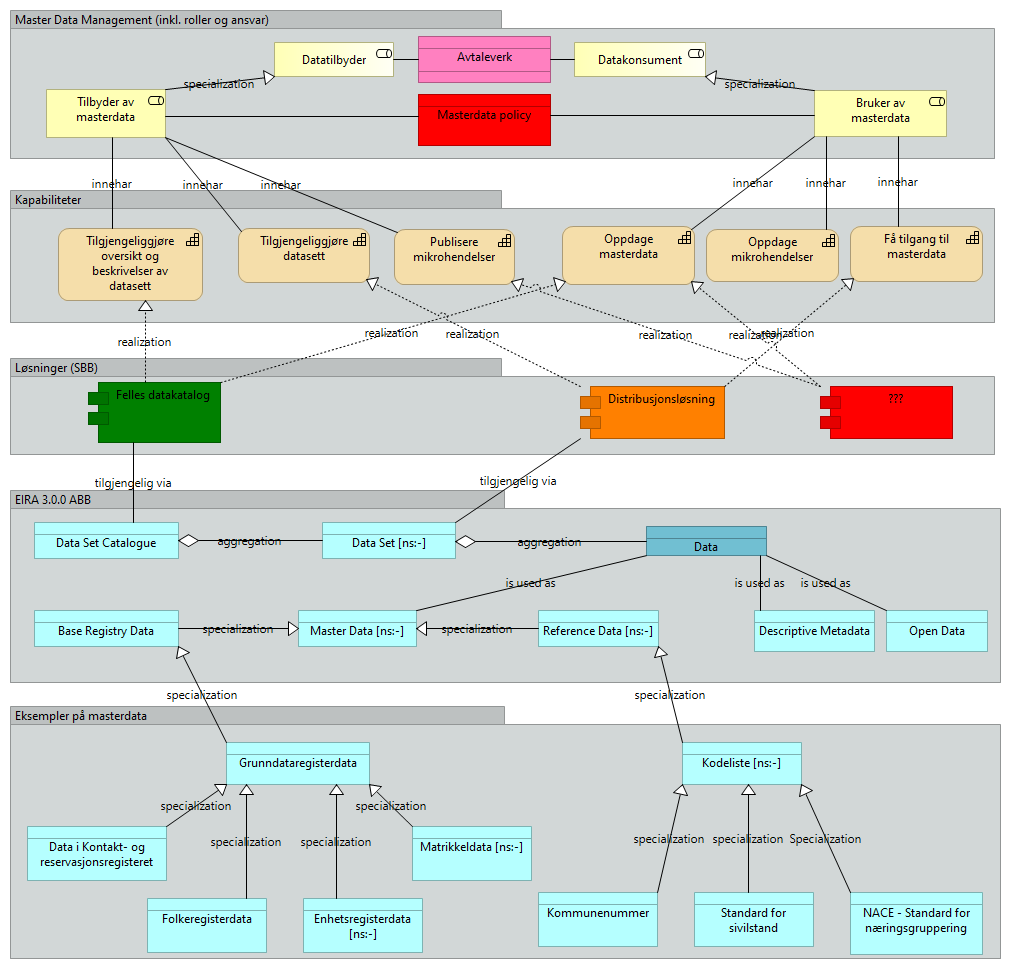 Master Data Management (inkl. roller og ansvar)
Datatilbyder
Avtaleverk
Datakonsument
specialization
specialization
Tilbyder av
masterdata
Masterdata policy
Bruker av
masterdata
innehar
innehar
innehar
innehar
innehar
innehar
Kapabiliteter
Tilgjengeliggjøre
oversikt og
beskrivelser av
datasett
Tilgjengeliggjøre
datasett
Publisere
mikrohendelser
Oppdage
masterdata
Oppdage
mikrohendelser
Få tilgang til
masterdata
realization
realization
realization
realization
realization
realization
Løsninger (SBB)
Felles datakatalog
Distribusjonsløsning
???
tilgjengelig via
tilgjengelig via
EIRA 3.0.0 ABB
Data Set Catalogue
aggregation
Data Set [ns:-]
aggregation
Data
is used as
is used as
is used as
Base Registry Data
specialization
Master Data [ns:-]
specialization
Reference Data [ns:-]
Descriptive Metadata
Open Data
specialization
specialization
Eksempler på masterdata
Grunndataregisterdata
Kodeliste [ns:-]
specialization
specialization
specialization
specialization
specialization
Specialization
Data i Kontakt- og
reservasjonsregisteret
Matrikkeldata [ns:-]
Folkeregisterdata
Enhetsregisterdata
[ns:-]
Kommunenummer
Standard for
sivilstand
NACE - Standard for
næringsgruppering